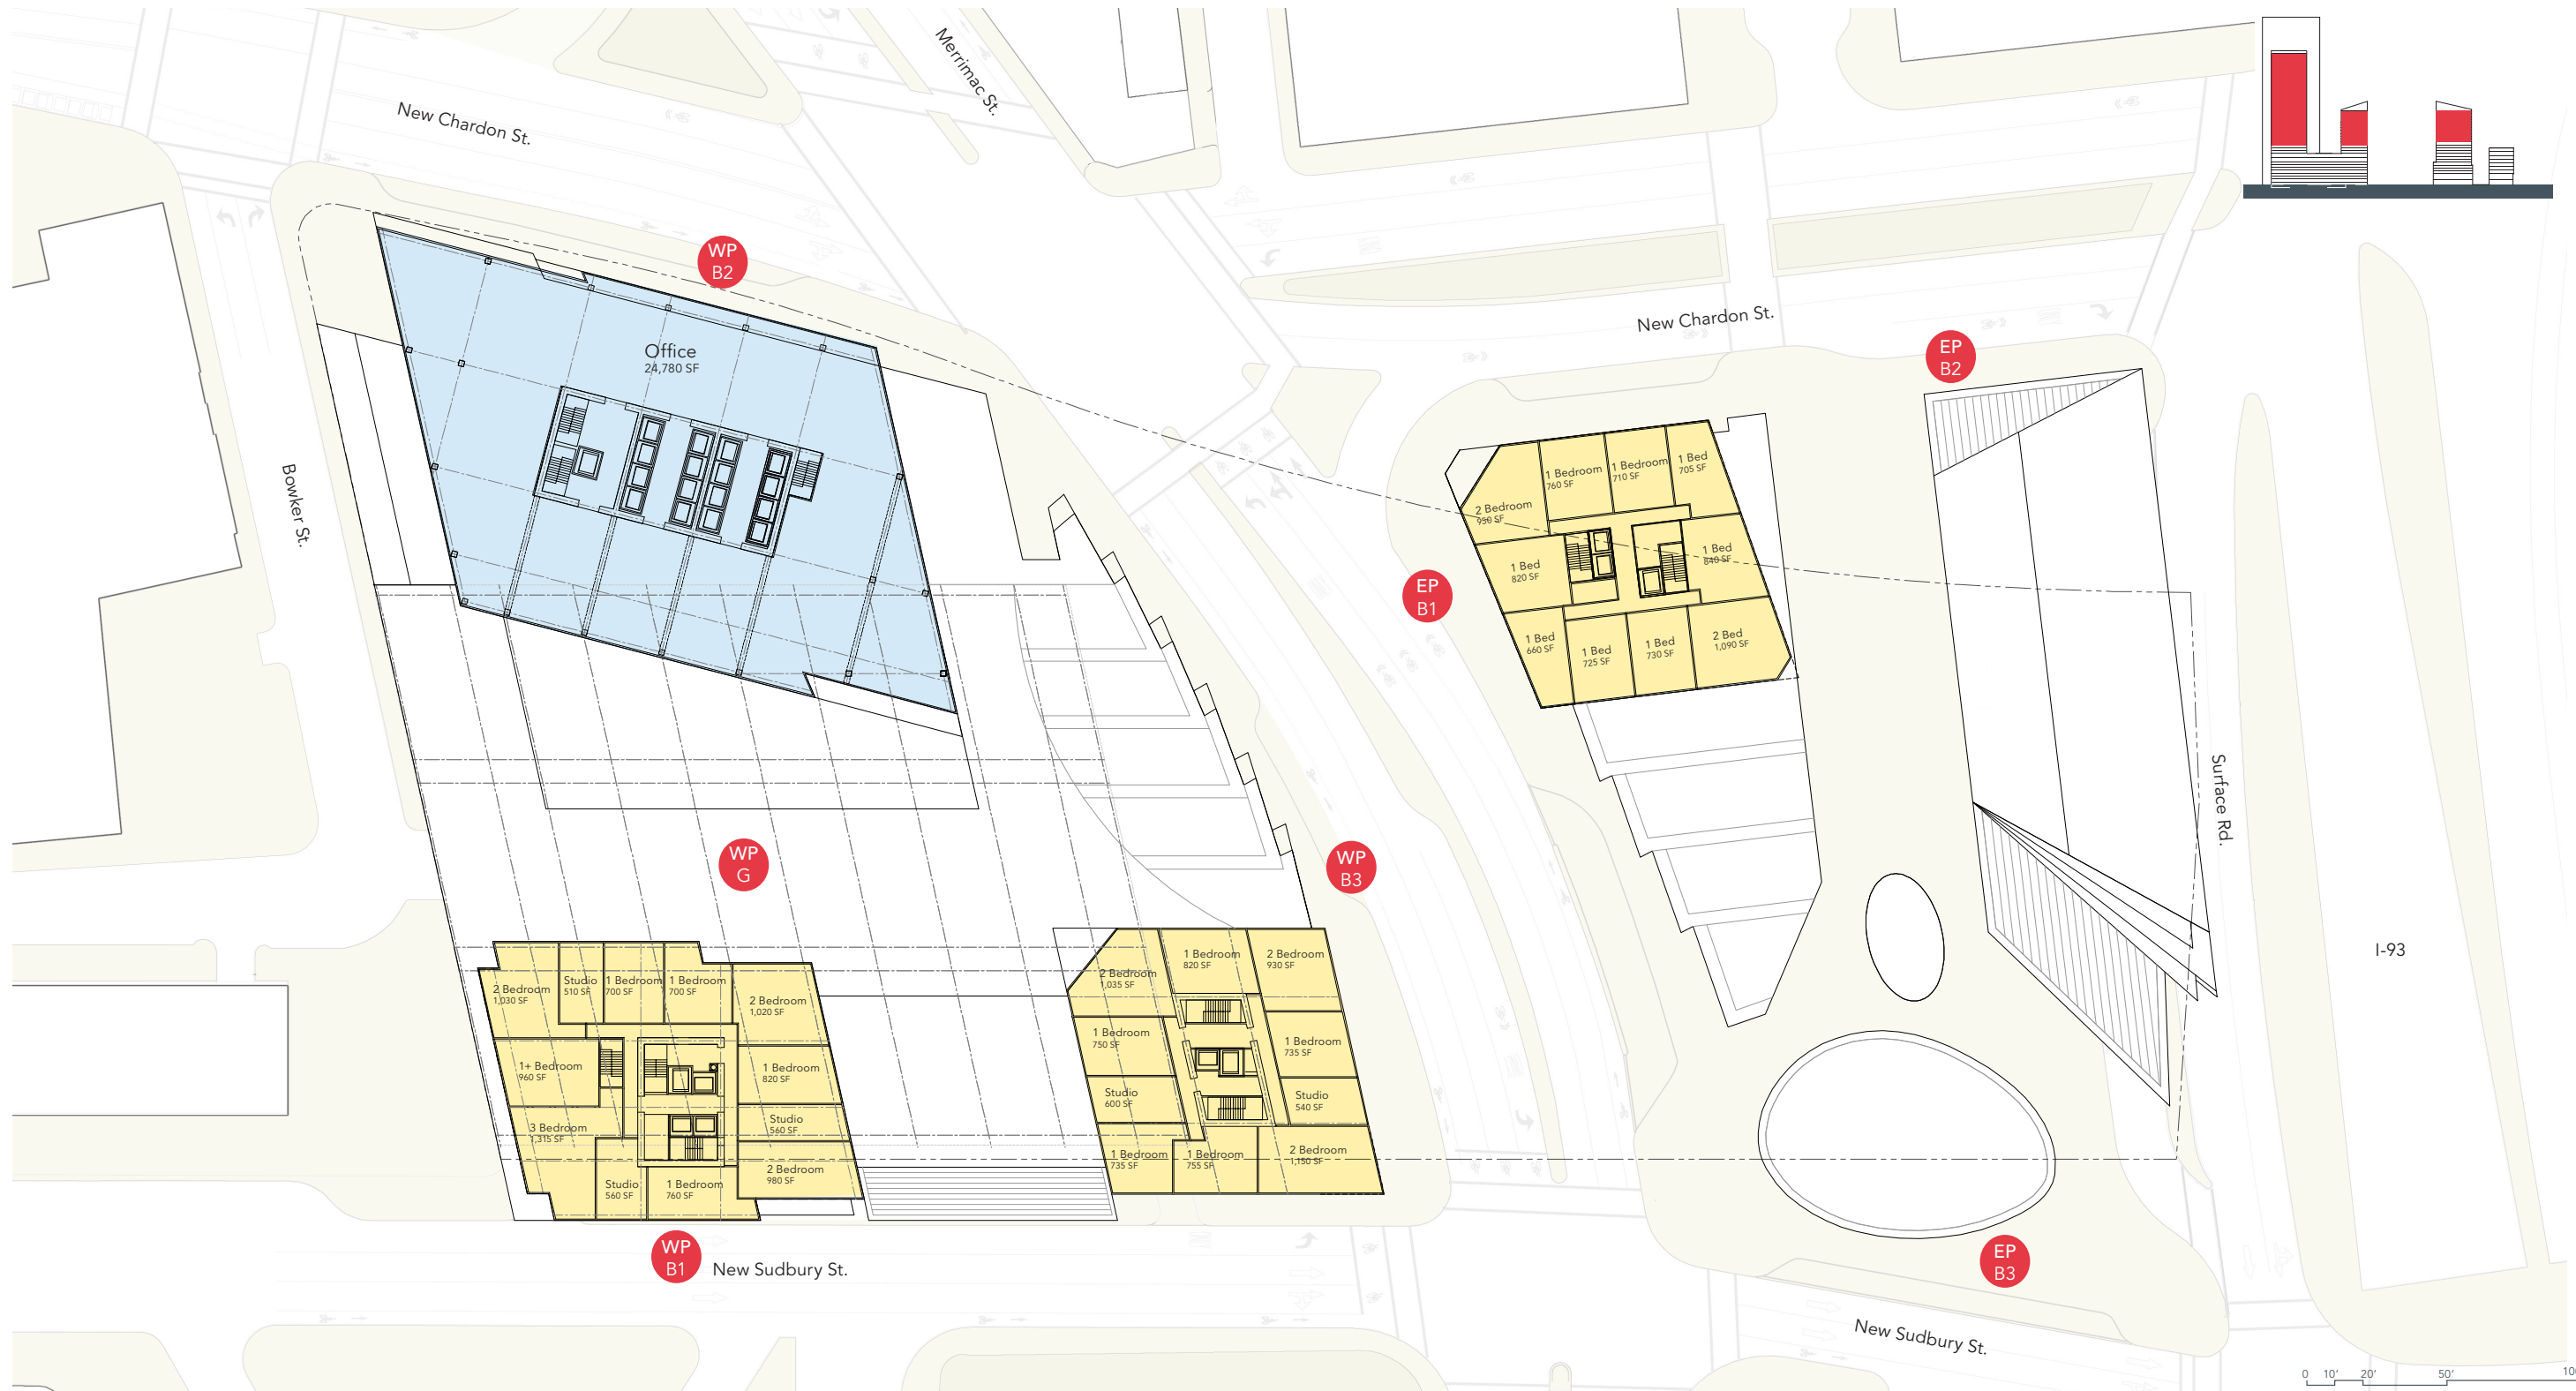 Merrimac St.
New Chardon St.
WP
B2
New Chardon St.
Office
24,780 SF
EP
B2
Bowker St.
1 Bedroom
760 SF
1 Bedroom
710 SF
1 Bed
705 SF
2 Bedroom
950 SF
1 Bed
820 SF
1 Bed
840 SF
EP
B1
1 Bed
660 SF
1 Bed
725 SF
1 Bed
730 SF
2 Bed
1,090 SF
Surface Rd.
WP
G
WP
B3
I-93
2 Bedroom
1,030 SF
Studio
510 SF
1 Bedroom
700 SF
1 Bedroom
700 SF
2 Bedroom
1,020 SF
1+ Bedroom
960 SF
1 Bedroom
820 SF
3 Bedroom
1,315 SF
Studio
560 SF
Studio
560 SF
1 Bedroom
760 SF
2 Bedroom
980 SF
2 Bedroom
1,035 SF
1 Bedroom
820 SF
2 Bedroom
930 SF
1 Bedroom
750 SF
1 Bedroom
735 SF
Studio
600 SF
Studio
540 SF
1 Bedroom
735 SF
1 Bedroom
755 SF
2 Bedroom
1,150 SF
WP
B1
New Sudbury St.
EP
B3
New Sudbury St.
0 10' 20' 50'